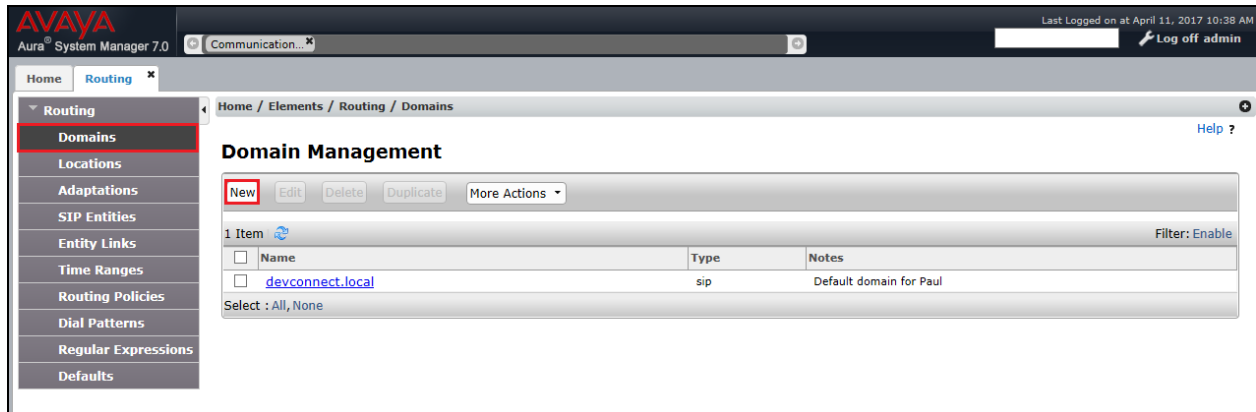 AVAYA
Aura® System Manager 7.0
Communication...
Last Logged on at April 11, 2017 10:38 AM
Log off admin
Home
Routing
Routing
Domains
Locations
Adaptations
SIP Entities
Entity Links
Time Ranges
Routing Policies
Dial Patterns
Regular Expressions
Defaults
Home / Elements / Routing / Domains
Help ?
Domain Management
New Edit Delete Duplicate More Actions
1 Item Filter: Enable
Name Type Notes
devconnect.local sip Default domain for Paul
Select : All, None